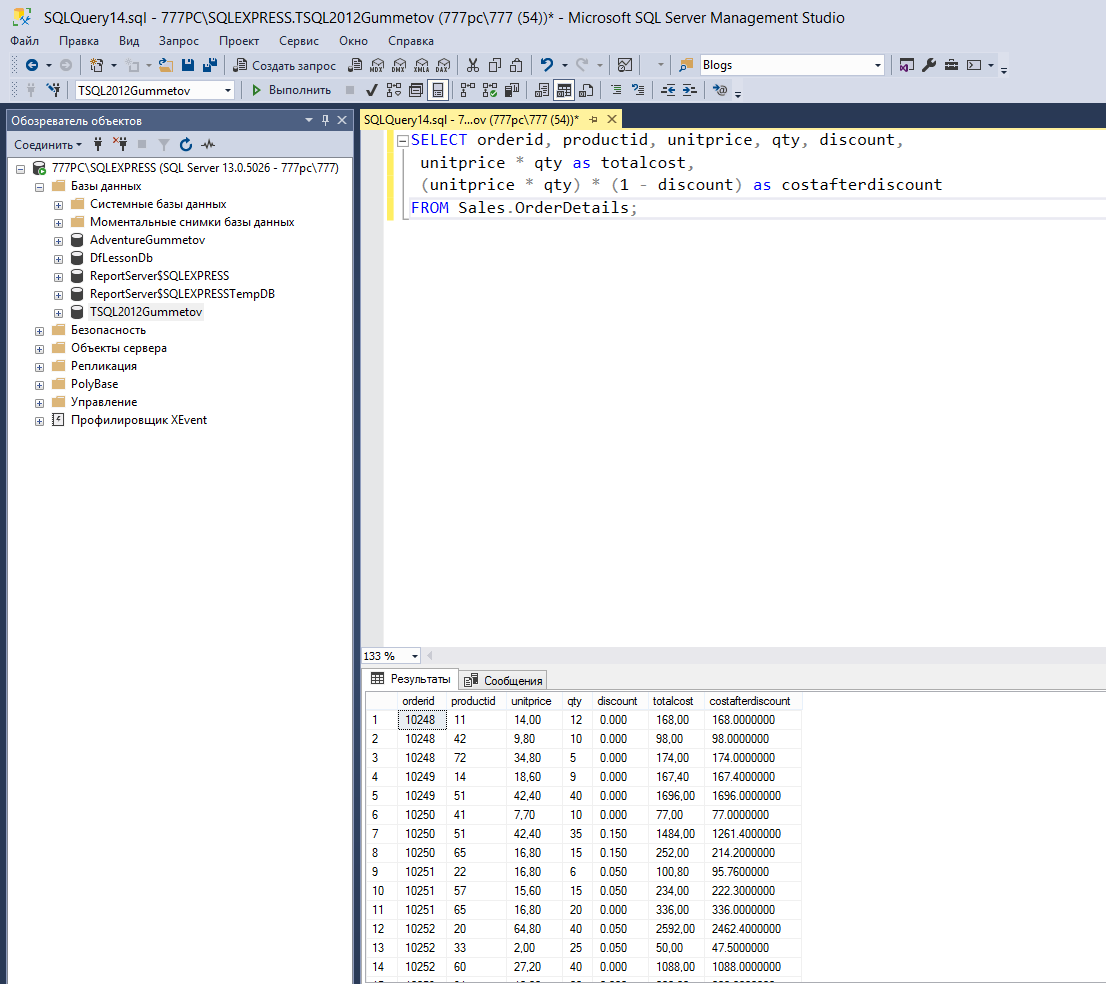 SQLQuery14.sql - 777PC\SQLEXPRESS.TSQL2012Gummetov (777pc\777 (54))* - Microsoft SQL Server Management Studio
Файл Правка Вид Запрос Проект Сервис Окно Справка
Создать запрос MDX DMX XMLA DAX Blogs
TSQL2012Gummetov Выполнить
Обозреватель объектов
SQLQuery14.sql - 7...ov (777pc\777 (54))*
Соединить
777PC\SQLEXPRESS (SQL Server 13.0.5026 - 777pc\777)
Базы данных
Системные базы данных
Моментальные снимки базы данных
AdventureGummetov
DfLessonDb
ReportServer$SQLEXPRESS
ReportServer$SQLEXPRESSTempDB
TSQL2012Gummetov
Безопасность
Объекты сервера
Репликация
PolyBase
Управление
Профилировщик XEvent
SELECT orderid, productid, unitprice, qty, discount,
unitprice * qty as totalcost,
(unitprice * qty) * (1 - discount) as costafterdiscount
FROM Sales.OrderDetails;
133 %
Результаты Сообщения
orderid productid unitprice qty discount totalcost costafterdiscount
1 10248 11 14,00 12 0.000 168,00 168.0000000
2 10248 42 9,80 10 0.000 98,00 98.0000000
3 10248 72 34,80 5 0.000 174,00 174.0000000
4 10249 14 18,60 9 0.000 167,40 167.4000000
5 10249 51 42,40 40 0.000 1696,00 1696.0000000
6 10250 41 7,70 10 0.000 77,00 77.0000000
7 10250 51 42,40 35 0.150 1484,00 1261.4000000
8 10250 65 16,80 15 0.150 252,00 214.2000000
9 10251 22 16,80 6 0.050 100,80 95.7600000
10 10251 57 15,60 15 0.050 234,00 222.3000000
11 10251 65 16,80 20 0.000 336,00 336.0000000
12 10252 20 64,80 40 0.050 2592,00 2462.4000000
13 10252 33 2,00 25 0.050 50,00 47.5000000
14 10252 60 27,20 40 0.000 1088,00 1088.0000000